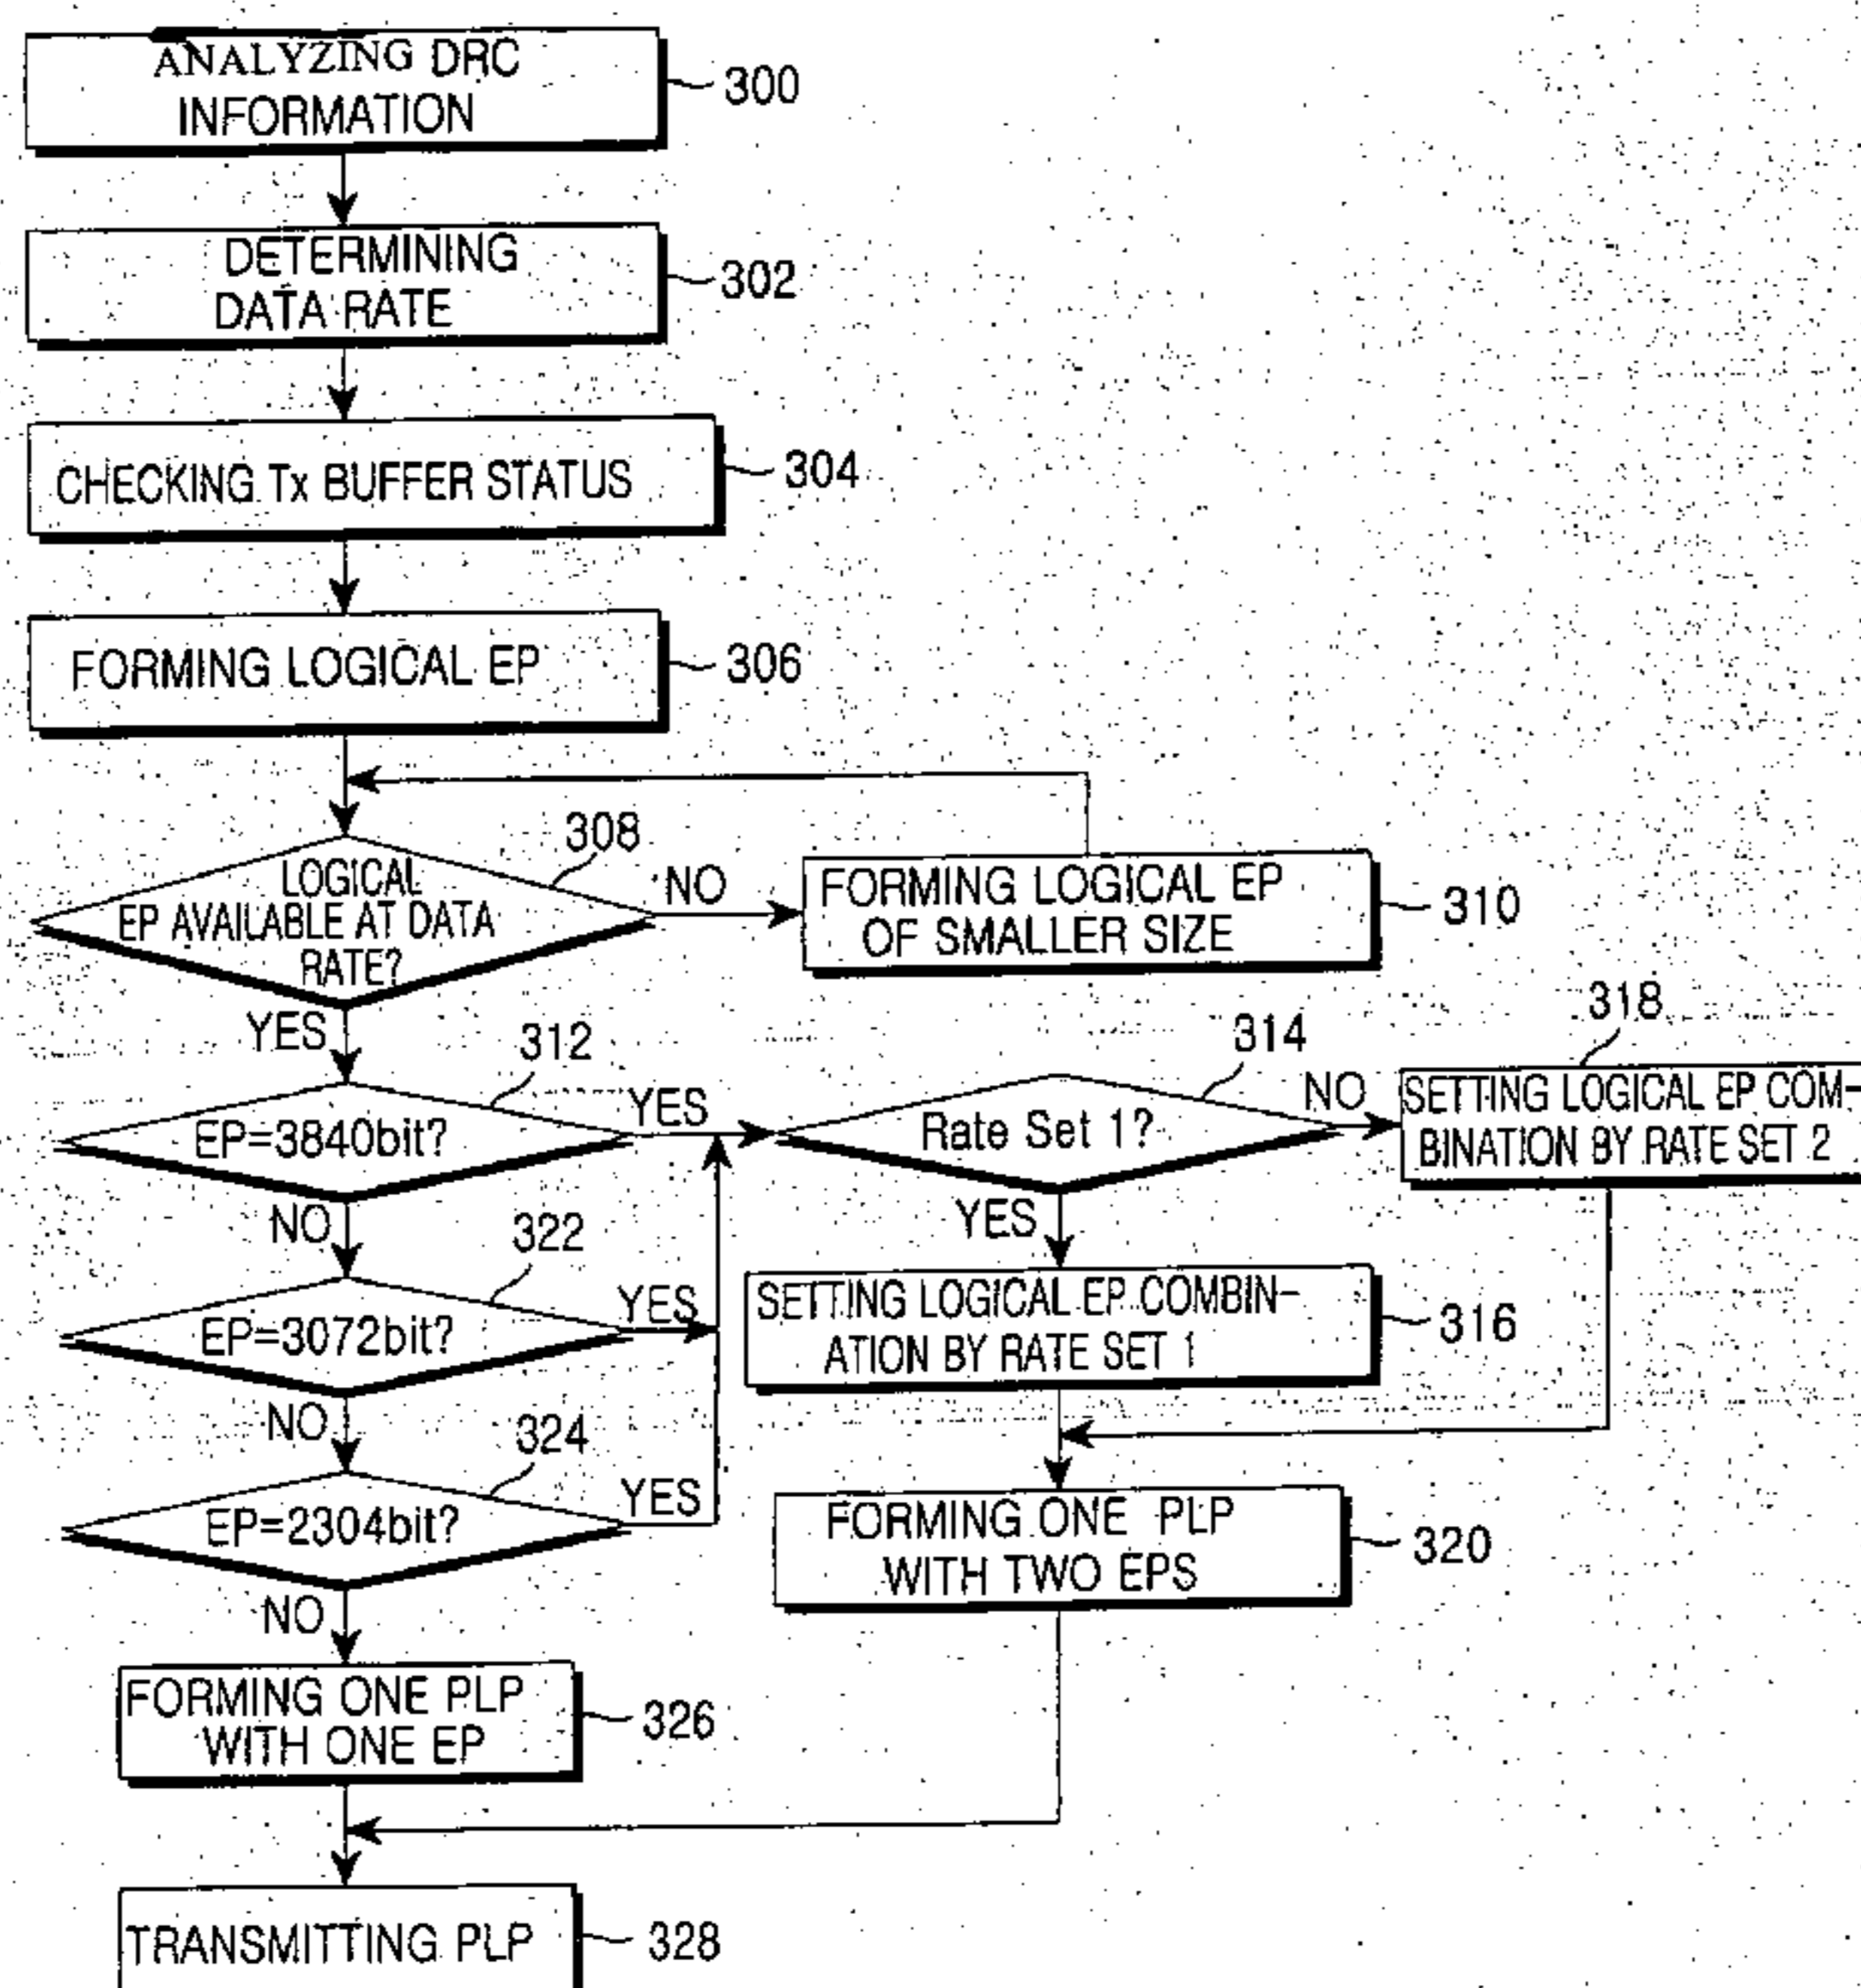 ANALYZING DRC
INFORMATION
300
DETERMINING
DATA RATE
302
CHECKING Tx BUFFER STATUS
304
FORMING LOGICAL EP
306
308
LOGICAL
EP AVAILABLE AT DATA
RATE?
NO
FORMING LOGICAL EP
OF SMALLER SIZE
310
YES
312
EP=3840bit?
YES
314
Rate Set 1?
NO
318
SETTING LOGICAL EP COM-
BINATION BY RATE SET 2
NO
322
EP=3072bit?
YES
YES
SETTING LOGICAL EP COMBIN-
ATION BY RATE SET 1
316
NO
324
EP=2304bit?
YES
FORMING ONE PLP
WITH TWO EPS
320
NO
FORMING ONE PLP
WITH ONE EP
326
TRANSMITTING PLP
328